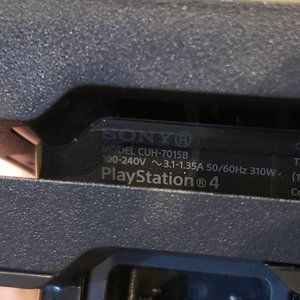 SONY®
MODEL CUH-7015B
100-240V ～3.1-1.35A 50/60Hz 310W
PlayStation®4